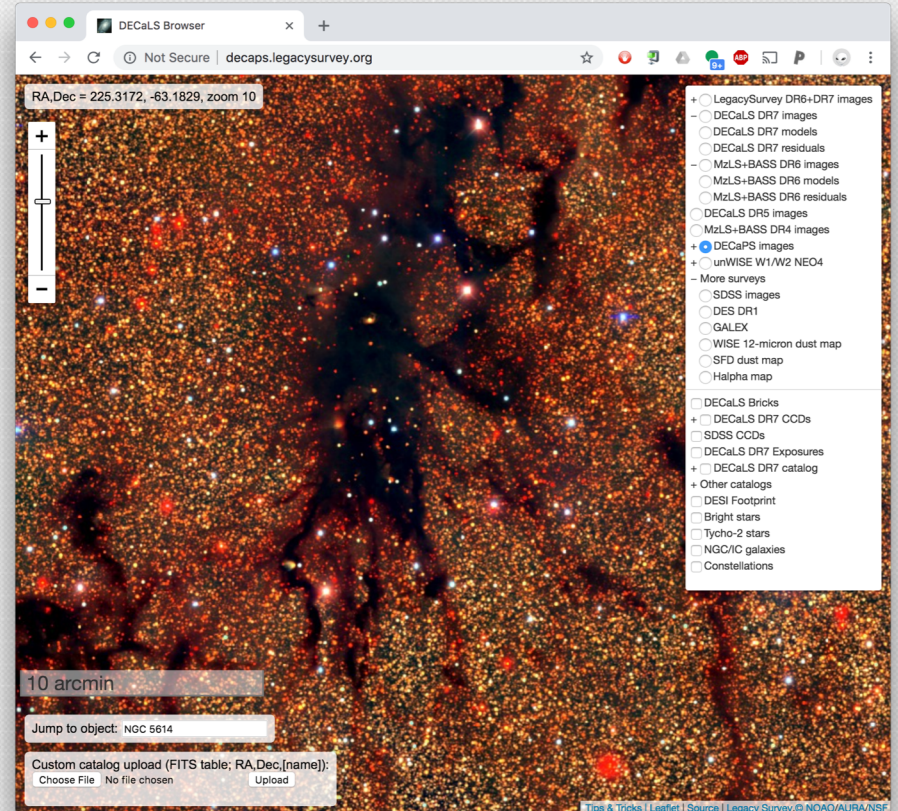 DECaLS Browser
Not Secure | decaps.legacysurvey.org
9+
ABP
RA,Dec = 225.3172, -63.1829, zoom 10
+
−
+ LegacySurvey DR6+DR7 images
− DECaLS DR7 images
DECaLS DR7 models
DECaLS DR7 residuals
− MzLS+BASS DR6 images
MzLS+BASS DR6 models
MzLS+BASS DR6 residuals
DECaLS DR5 images
MzLS+BASS DR4 images
+ DECaPS images
+ unWISE W1/W2 NEO4
− More surveys
SDSS images
DES DR1
GALEX
WISE 12-micron dust map
SFD dust map
Halpha map
DECaLS Bricks
+ DECaLS DR7 CCDs
SDSS CCDs
DECaLS DR7 Exposures
+ DECaLS DR7 catalog
+ Other catalogs
DESI Footprint
Bright stars
Tycho-2 stars
NGC/IC galaxies
Constellations
10 arcmin
Jump to object: NGC 5614
Custom catalog upload (FITS table; RA,Dec,[name]):
Choose File No file chosen Upload
Tips & Tricks | Leaflet | Source | Legacy Survey,© NOAO/AURA/NSF